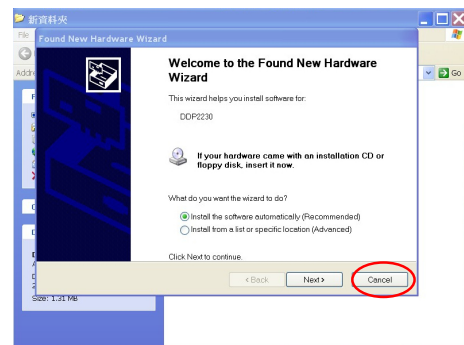 新資料夾
File
Found New Hardware Wizard
Go
Welcome to the Found New Hardware
Wizard
This wizard helps you install software for:
DDP2230
If your hardware came with an installation CD or
floppy disk, insert it now.
What do you want the wizard to do?
Install the software automatically (Recommended)
Install from a list or specific location (Advanced)
Click Next to continue.
< Back
Next >
Cancel
Size: 1.31 MB